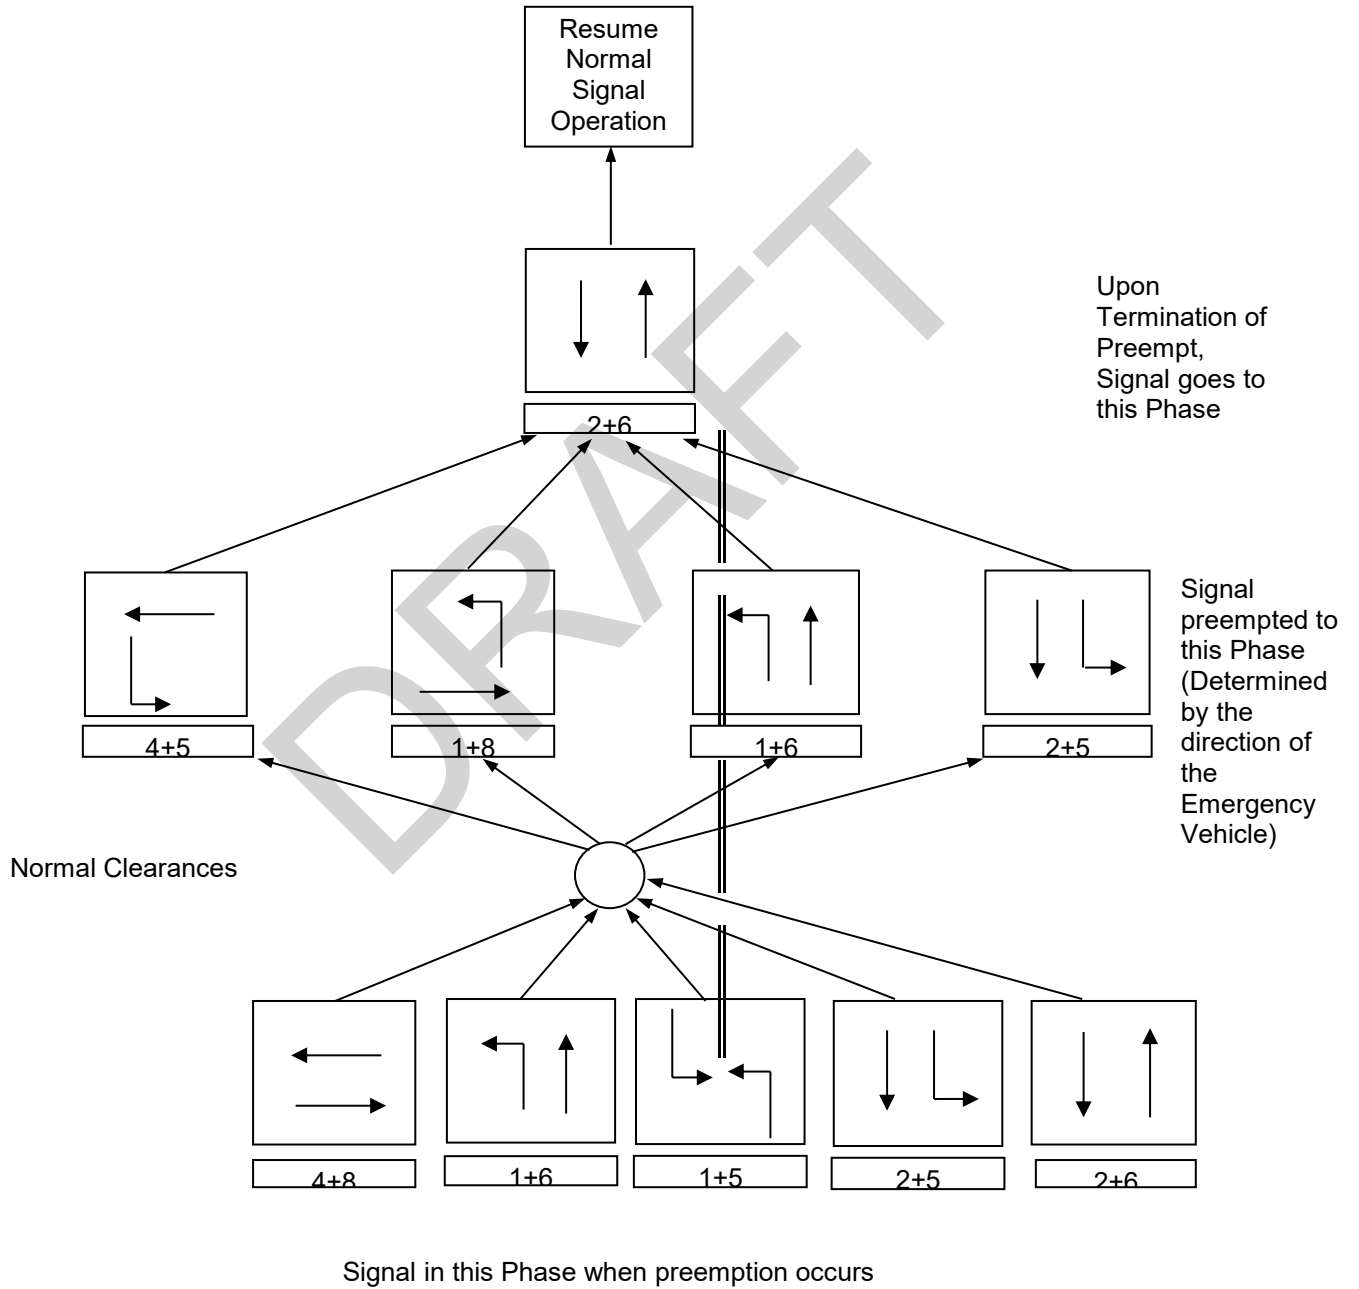 Resume
Normal
Signal
Operation
Upon
Termination of
Preempt,
Signal goes to
this Phase
2+6
Signal
preempted to
this Phase
(Determined
by the
direction of
the
Emergency
Vehicle)
4+5
1+8
1+6
2+5
Normal Clearances
4+8
1+6
1+5
2+5
2+6
Signal in this Phase when preemption occurs
DRAFT